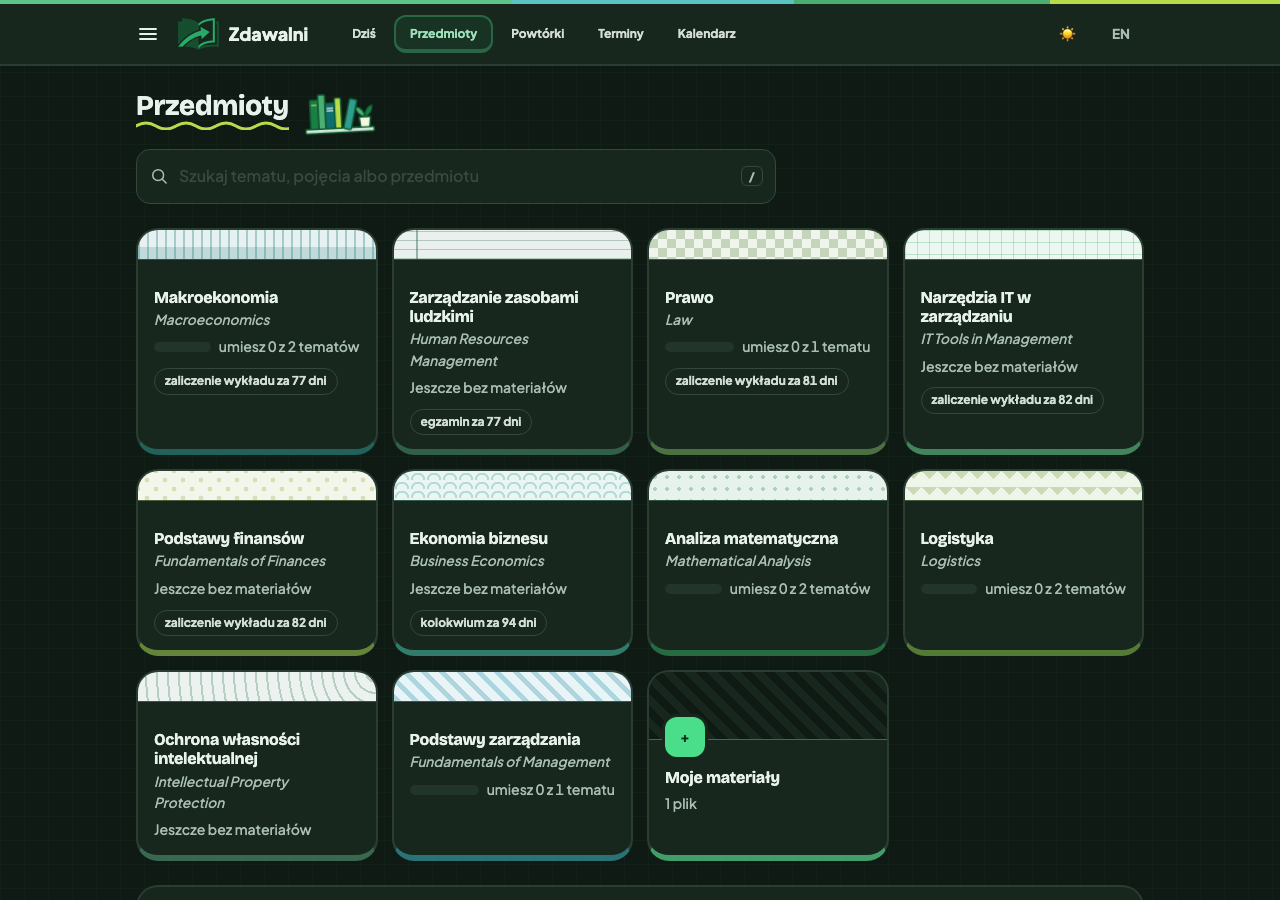 Zdawalni
Dziś
Przedmioty
Powtórki
Terminy
Kalendarz
EN
Przedmioty
Szukaj tematu, pojęcia albo przedmiotu
/
Makroekonomia
Macroeconomics
umiesz 0 z 2 tematów
zaliczenie wykładu za 77 dni
Zarządzanie zasobami
ludzkimi
Human Resources
Management
Jeszcze bez materiałów
egzamin za 77 dni
Prawo
Law
umiesz 0 z 1 tematu
zaliczenie wykładu za 81 dni
Narzędzia IT w
zarządzaniu
IT Tools in Management
Jeszcze bez materiałów
zaliczenie wykładu za 82 dni
Podstawy finansów
Fundamentals of Finances
Jeszcze bez materiałów
zaliczenie wykładu za 82 dni
Ekonomia biznesu
Business Economics
Jeszcze bez materiałów
kolokwium za 94 dni
Analiza matematyczna
Mathematical Analysis
umiesz 0 z 2 tematów
Logistyka
Logistics
umiesz 0 z 2 tematów
Ochrona własności
intelektualnej
Intellectual Property
Protection
Jeszcze bez materiałów
Podstawy zarządzania
Fundamentals of Management
umiesz 0 z 1 tematu
+
Moje materiały
1 plik